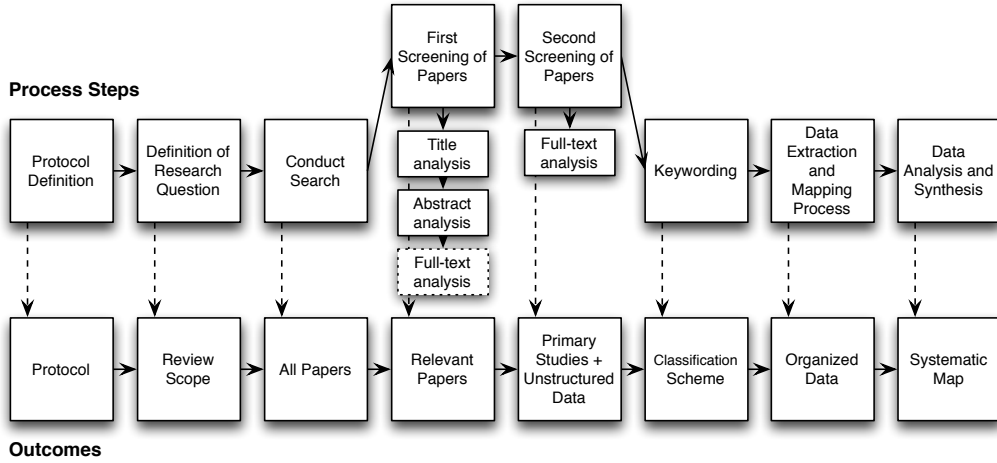 First
Screening of
Papers
Second
Screening of
Papers
Process Steps
Protocol
Definition
Definition of
Research
Question
Conduct
Search
Title
analysis
Abstract
analysis
Full-text
analysis
Full-text
analysis
Keywording
Data
Extraction
and
Mapping
Process
Data
Analysis and
Synthesis
Protocol
Review
Scope
All Papers
Relevant
Papers
Primary
Studies +
Unstructured
Data
Classification
Scheme
Organized
Data
Systematic
Map
Outcomes